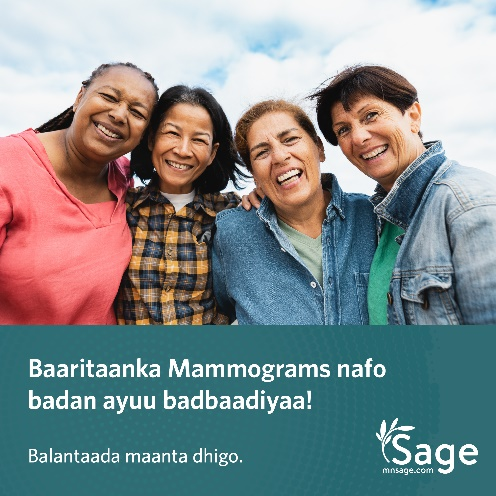 Baaritaanka Mammograms nafo
badan ayuu badbaadiyaa!
Balantaada maanta dhigo.
Sage
mnsage.com